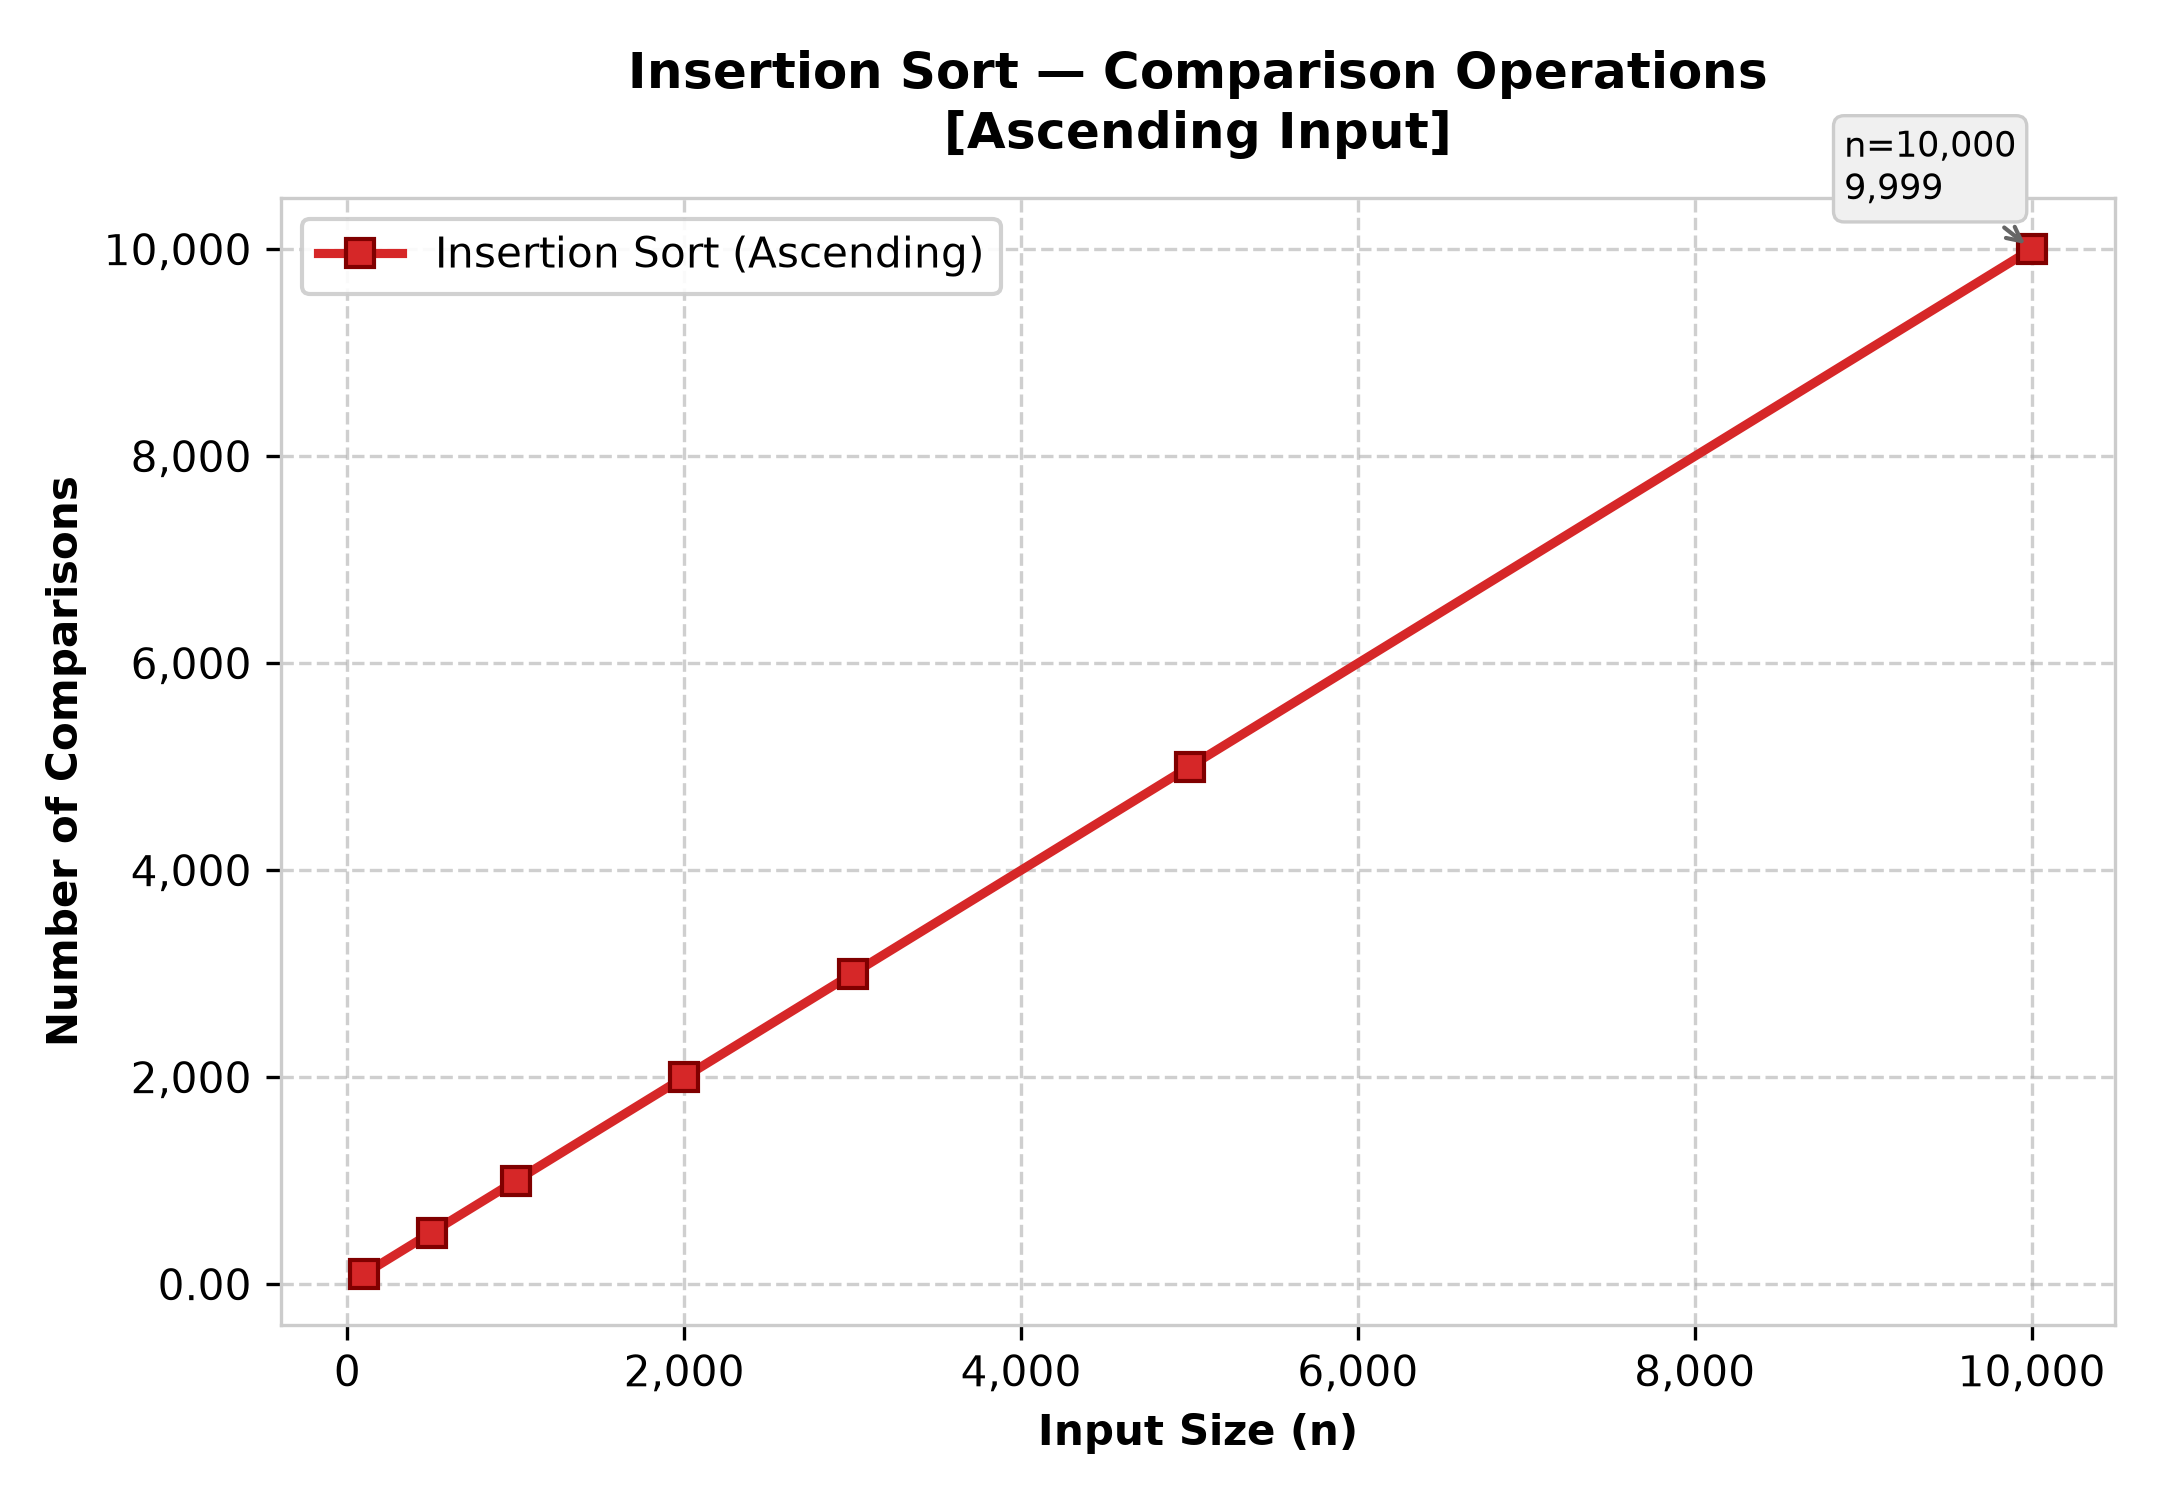 Insertion Sort — Comparison Operations
[Ascending Input]
n=10,000
9,999
Insertion Sort (Ascending)
Number of Comparisons
10,000
8,000
6,000
4,000
2,000
0.00
0
2,000
4,000
6,000
8,000
10,000
Input Size (n)